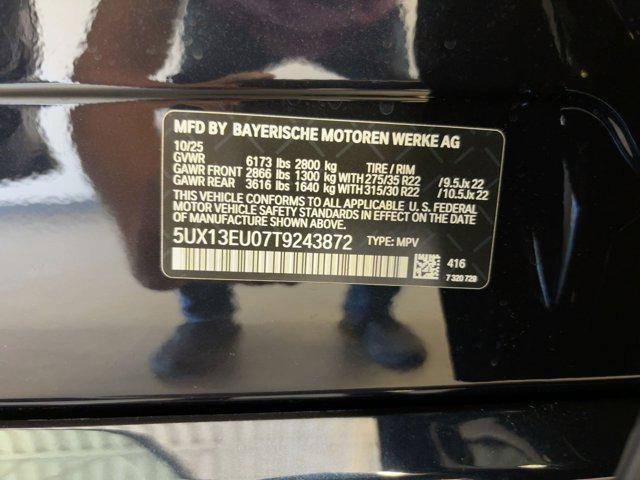 MFD BY BAYERISCHE MOTOREN WERKE AG
10/25
GVWR 6173 lbs 2800 kg TIRE / RIM
GAWR FRONT 2866 lbs 1300 kg WITH 275/35 R22 /9.5Jx22
GAWR REAR 3616 lbs 1640 kg WITH 315/30 R22 /10.5Jx22
THIS VEHICLE CONFORMS TO ALL APPLICABLE U.S. FEDERAL
MOTOR VEHICLE SAFETY STANDARDS IN EFFECT ON THE DATE
OF MANUFACTURE SHOWN ABOVE.
5UX13EU07T9243872 TYPE: MPV
416
7 320 729